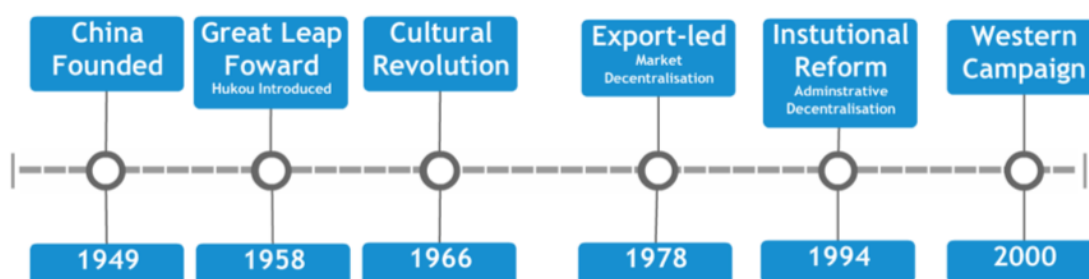 China
Founded
Great Leap
Foward
Hukou Introduced
Cultural
Revolution
Export-led
Market
Decentralisation
Instutional
Reform
Adminstrative
Decentralisation
Western
Campaign
1949
1958
1966
1978
1994
2000